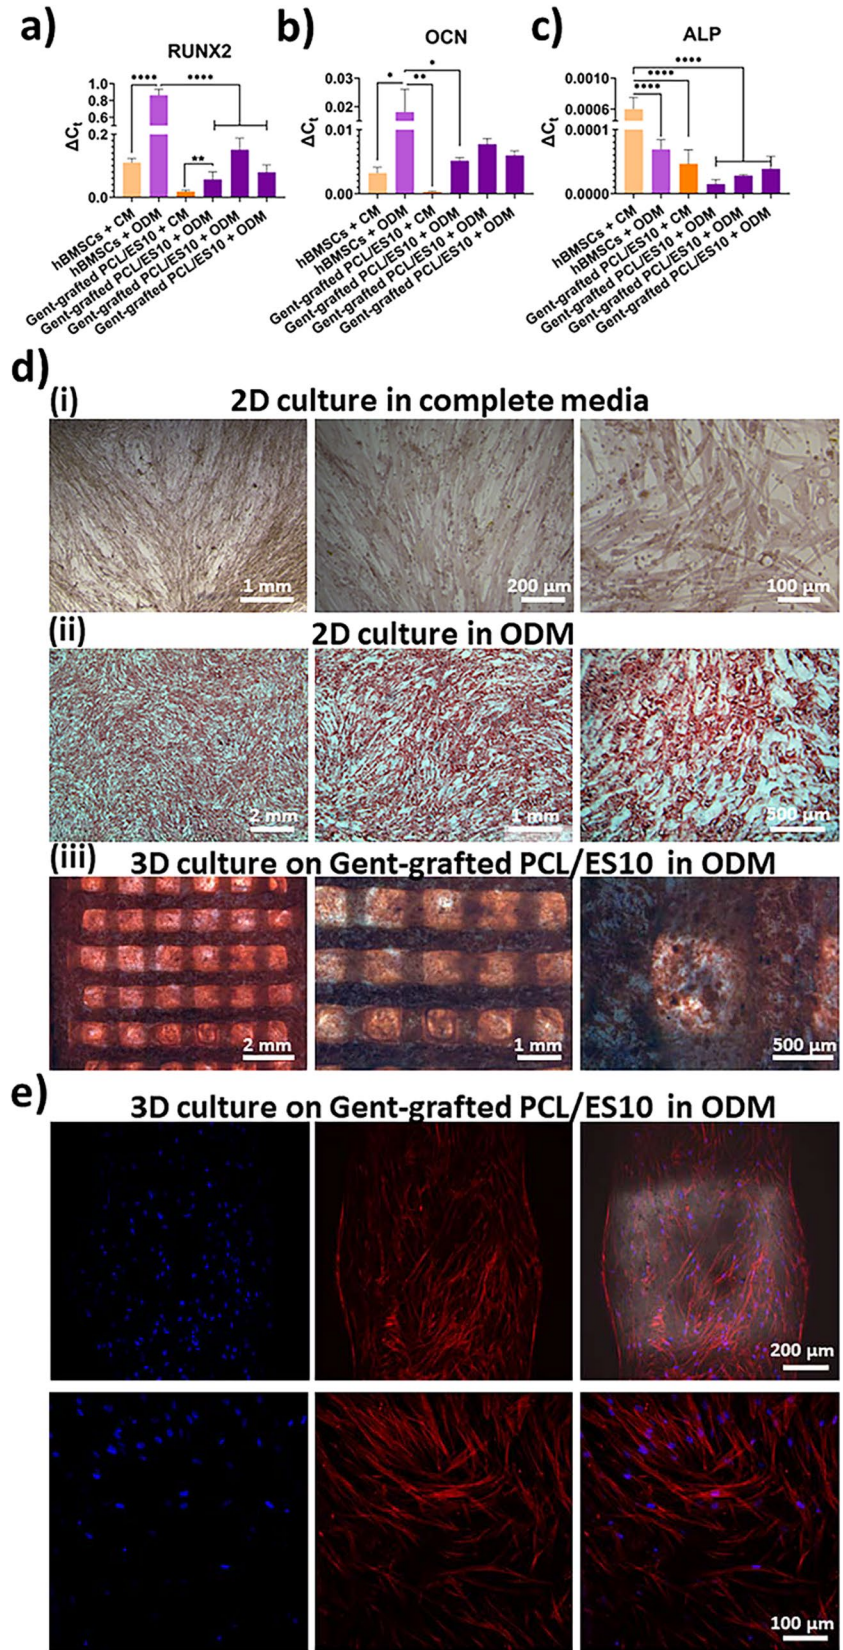 a)
RUNX2
****
****
**
ΔCt
1.0
0.8
0.6
0.2
0.0
hBMSCs + CM
hBMSCs + ODM
Gent-grafted PCL/ES10 + CM
Gent-grafted PCL/ES10 + ODM
Gent-grafted PCL/ES10 + ODM
Gent-grafted PCL/ES10 + ODM
b)
OCN
*
*
**
ΔCt
0.03
0.02
0.01
0.00
hBMSCs + CM
hBMSCs + ODM
Gent-grafted PCL/ES10 + CM
Gent-grafted PCL/ES10 + ODM
Gent-grafted PCL/ES10 + ODM
Gent-grafted PCL/ES10 + ODM
c)
ALP
****
****
****
ΔCt
0.0010
0.0006
0.0001
0.0000
hBMSCs + CM
hBMSCs + ODM
Gent-grafted PCL/ES10 + CM
Gent-grafted PCL/ES10 + ODM
Gent-grafted PCL/ES10 + ODM
Gent-grafted PCL/ES10 + ODM
d)
(i)
2D culture in complete media
1 mm
200 µm
100 µm
(ii)
2D culture in ODM
2 mm
1 mm
500 µm
(iii)
3D culture on Gent-grafted PCL/ES10 in ODM
2 mm
1 mm
500 µm
e)
3D culture on Gent-grafted PCL/ES10 in ODM
200 µm
100 µm